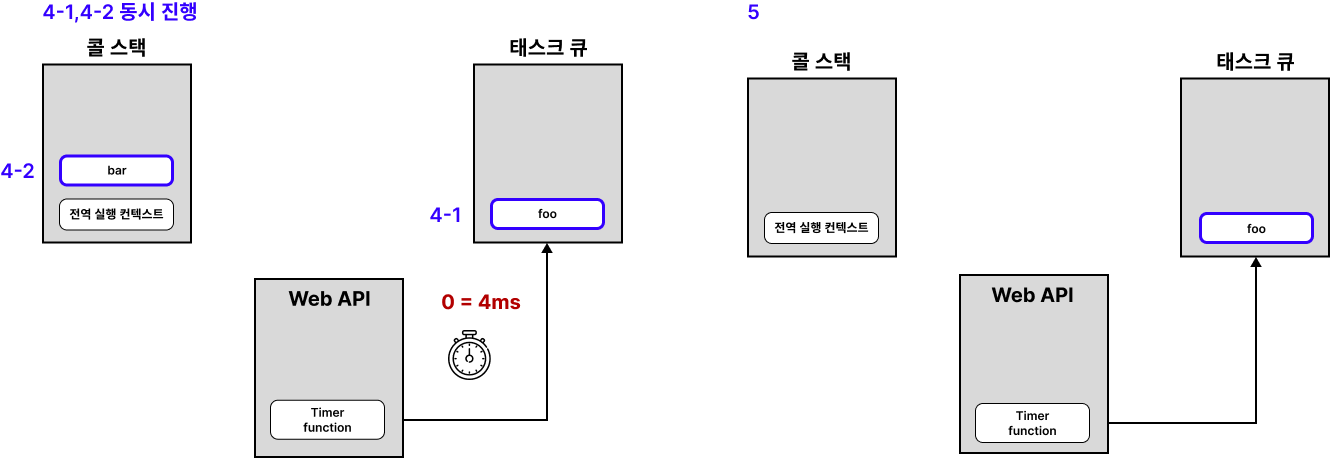 4-1,4-2 동시 진행
콜 스택
태스크 큐
4-2
bar
전역 실행 컨텍스트
4-1
foo
Web API
0 = 4ms
Timer
function
5
콜 스택
태스크 큐
전역 실행 컨텍스트
foo
Web API
Timer
function